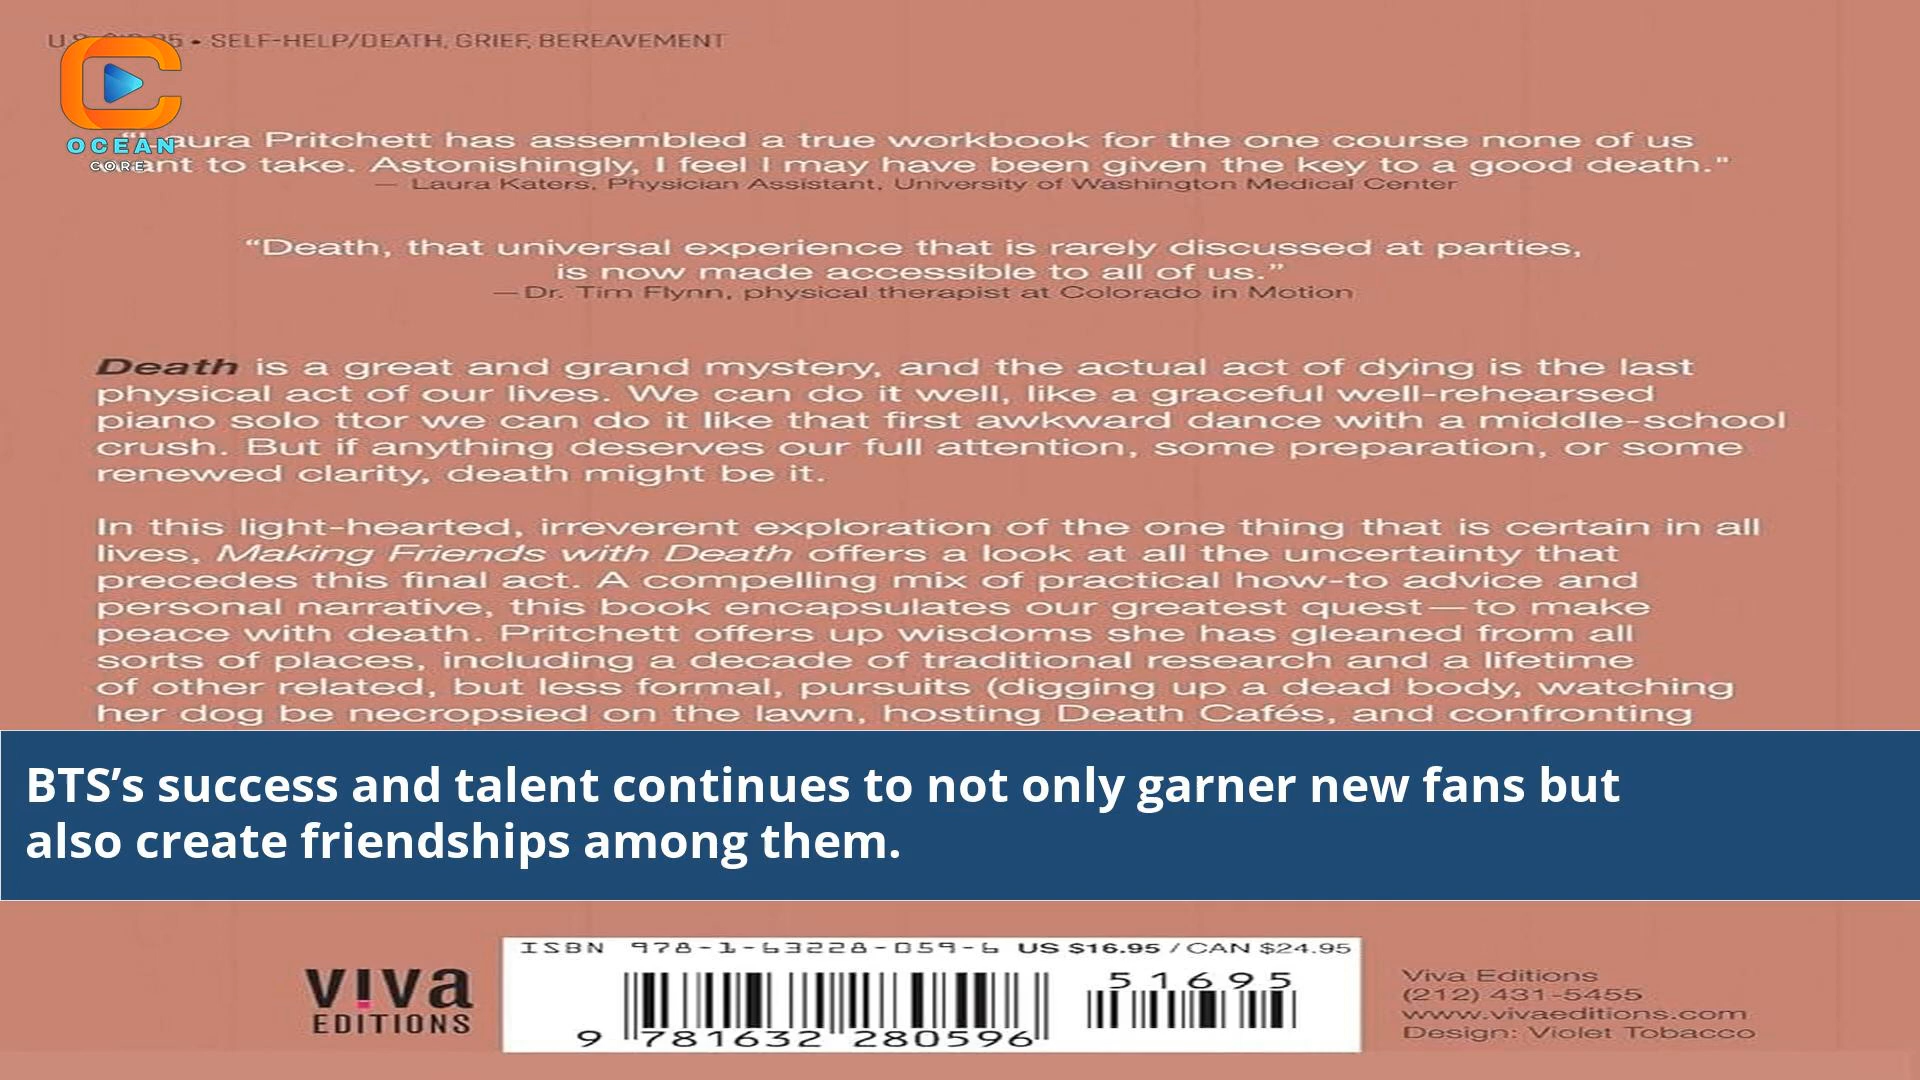 • SELF-HELP/DEATH, GRIEF, BEREAVEMENT
OCEAN
CORE
Pritchett has assembled a true workbook for the one course none of us
to take. Astonishingly, I feel I may have been given the key to a good death."
— Laura Katers, Physician Assistant, University of Washington Medical Center
“Death, that universal experience that is rarely discussed at parties,
is now made accessible to all of us.”
—Dr. Tim Flynn, physical therapist at Colorado in Motion
Death is a great and grand mystery, and the actual act of dying is the last
physical act of our lives. We can do it well, like a graceful well-rehearsed
piano solo ttor we can do it like that first awkward dance with a middle-school
crush. But if anything deserves our full attention, some preparation, or some
renewed clarity, death might be it.
In this light-hearted, irreverent exploration of the one thing that is certain in all
lives, Making Friends with Death offers a look at all the uncertainty that
precedes this final act. A compelling mix of practical how-to advice and
personal narrative, this book encapsulates our greatest quest—to make
peace with death. Pritchett offers up wisdoms she has gleaned from all
sorts of places, including a decade of traditional research and a lifetime
of other related, but less formal, pursuits (digging up a dead body, watching
her dog be necropsied on the lawn, hosting Death Cafés, and confronting
BTS’s success and talent continues to not only garner new fans but
also create friendships among them.
viva
EDITIONS
ISBN 978-1-63228-059-6 US $16.95 / CAN $24.95
51695
9 781632 280596
Viva Editions
(212) 431-5455
www.vivaeditions.com
Design: Violet Tobacco